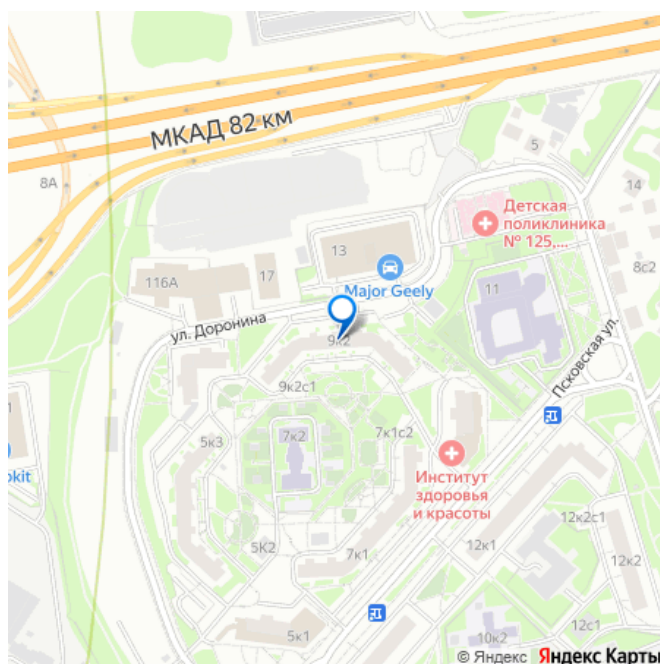 МКАД 82 км
8А
5
14
Детская
поликлиника
№ 125,...
13
116А
17
Major Geely
11
8с2
ул. Доронина
9к2
Псковская ул.
9к2с1
5к3
7к2
7к1с2
okit
1
Институт
здоровья
и красоты
12к2с1
5К2
7к1
12к1
12к2
5к1
10к2
12с1
© Яндекс Яндекс Карты